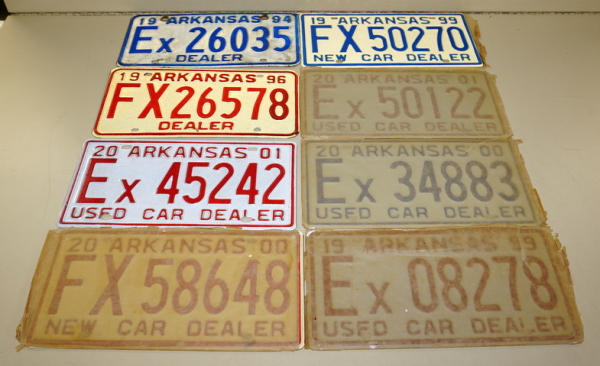 19 ARKANSAS 94
Ex 26035
DEALER
19 ARKANSAS 99
FX 50270
NEW CAR DEALER
19 ARKANSAS 96
FX 26578
DEALER
20 ARKANSAS 01
Ex 50122
USED CAR DEALER
20 ARKANSAS 01
Ex 45242
USED CAR DEALER
20 ARKANSAS 00
Ex 34883
USED CAR DEALER
20 ARKANSAS 00
FX 58648
NEW CAR DEALER
19 ARKANSAS 99
Ex 08278
USED CAR DEALER